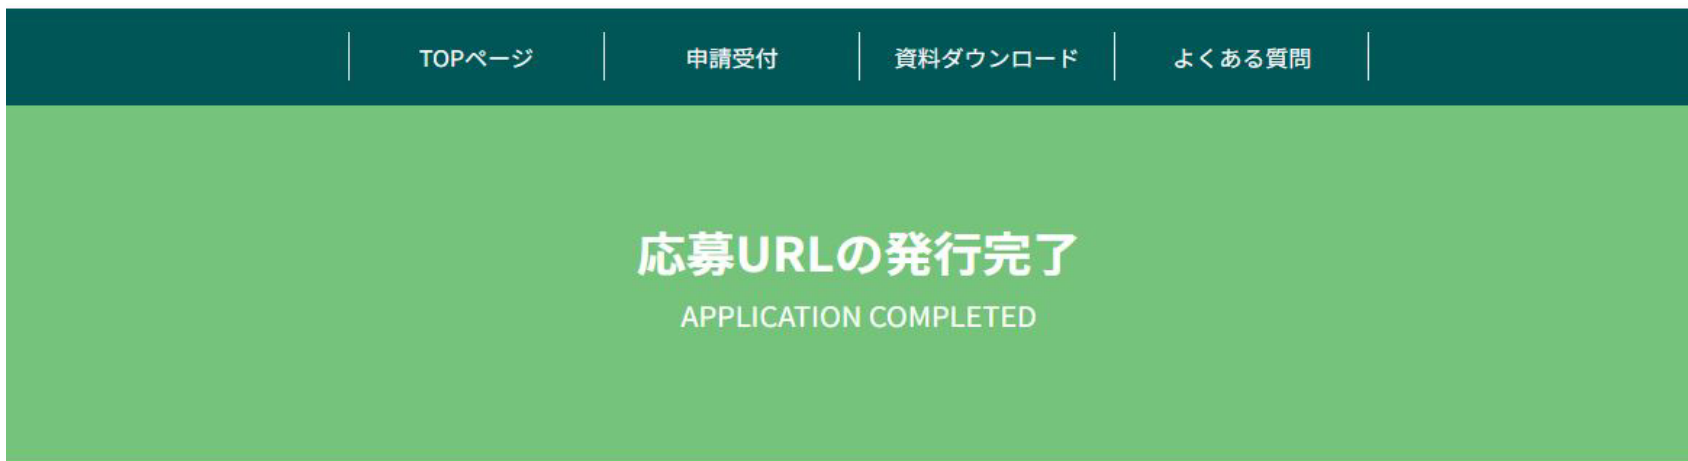 TOPページ 申請受付 資料ダウンロード よくある質問
応募URLの発行完了
APPLICATION COMPLETED